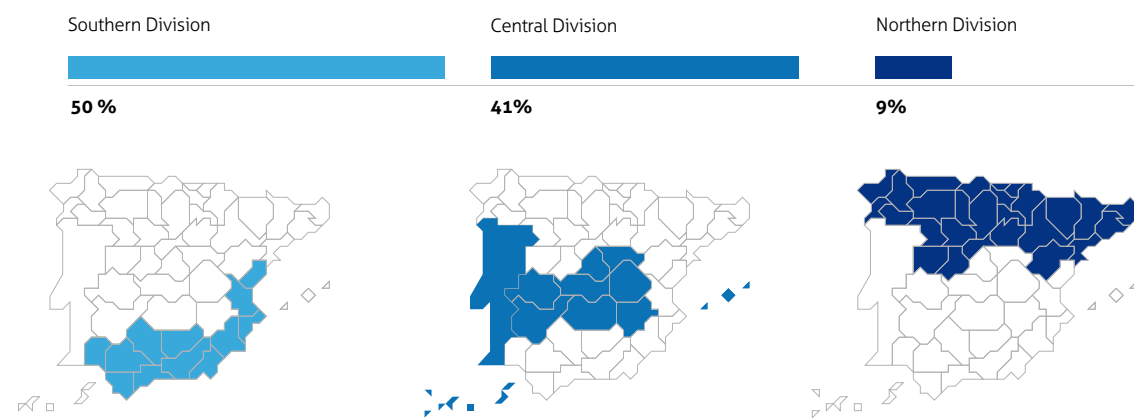 Southern Division
Central Division
Northern Division
50 %
41%
9%